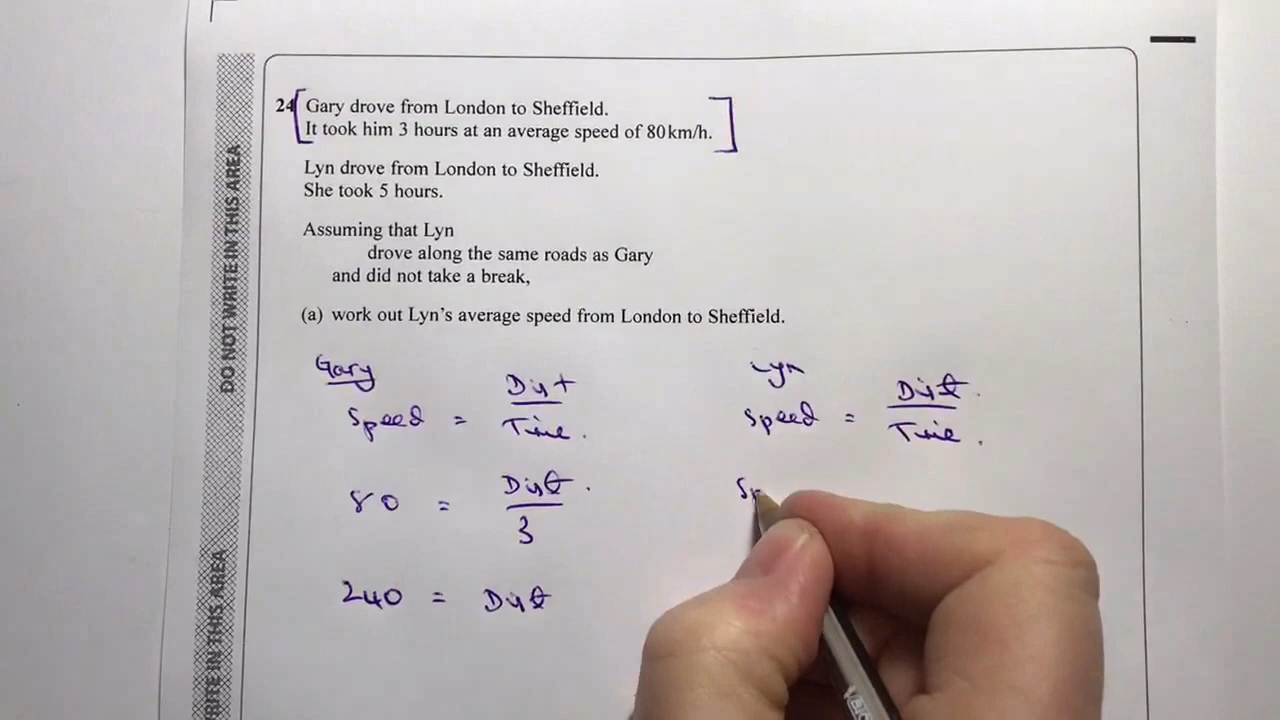 24 Gary drove from London to Sheffield.
It took him 3 hours at an average speed of 80 km/h.
Lyn drove from London to Sheffield.
She took 5 hours.
Assuming that Lyn
drove along the same roads as Gary
and did not take a break,
(a) work out Lyn's average speed from London to Sheffield.
Gary
Speed = Dist / Time.
80 = Dist. / 3
240 = Dist
Lyn
Speed = Dist. / Time.
Sp
DO NOT WRITE IN THIS AREA
WRITE IN THIS AREA